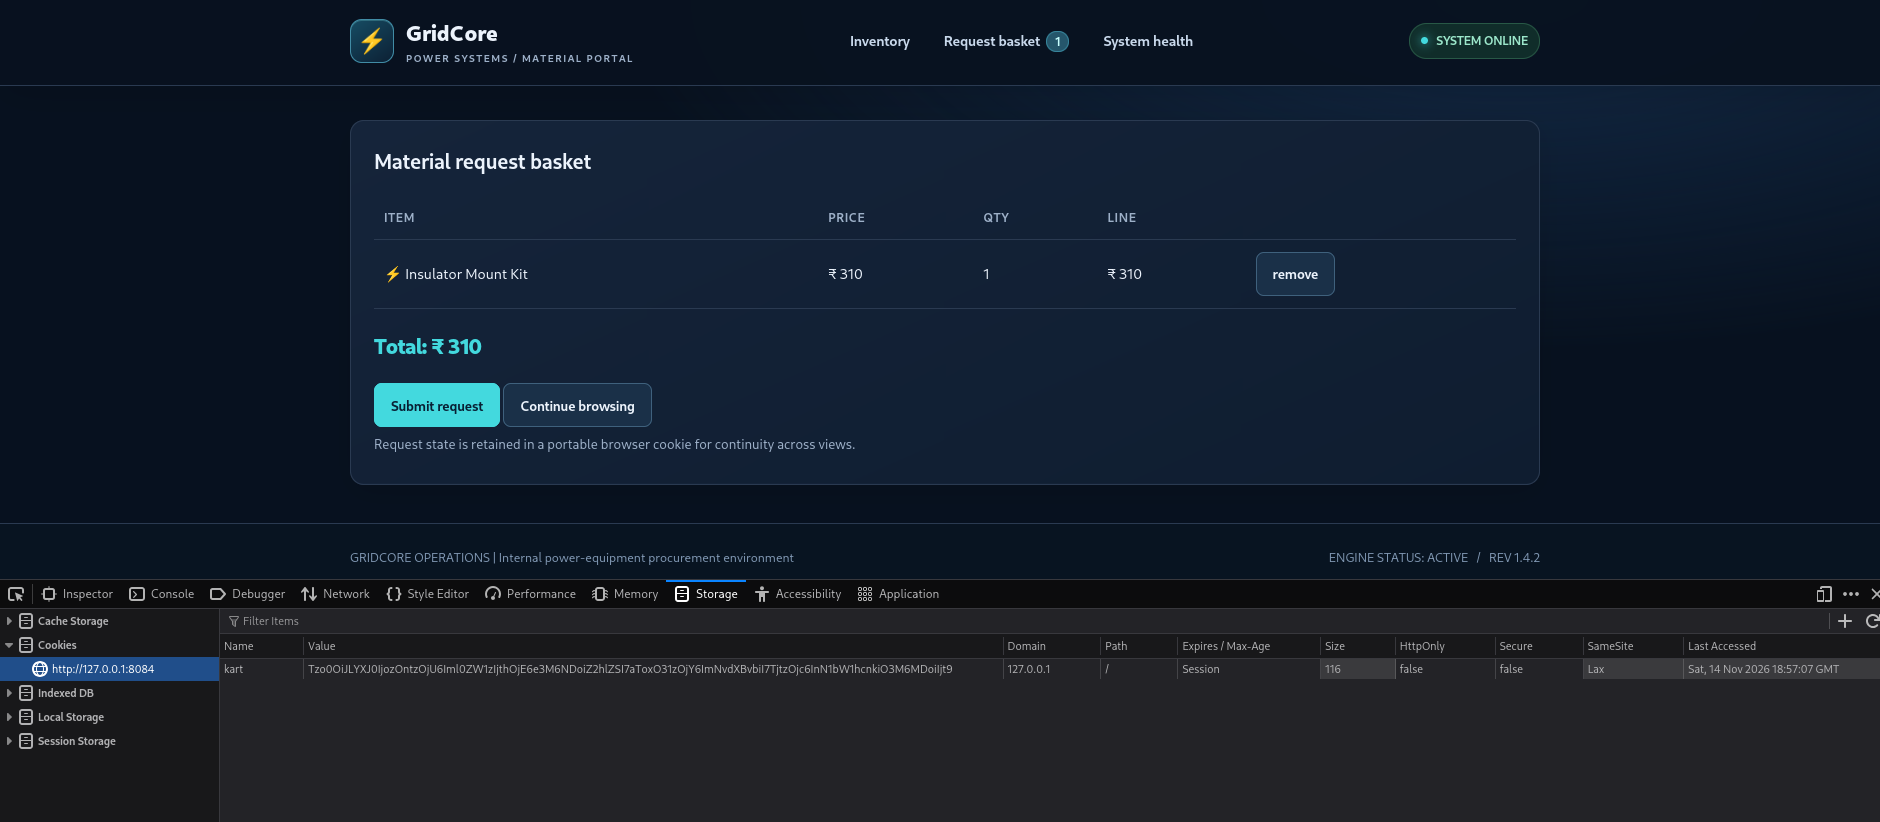 ⚡ GridCore
POWER SYSTEMS / MATERIAL PORTAL
Inventory Request basket 1 System health
SYSTEM ONLINE
Material request basket
ITEM PRICE QTY LINE
⚡ Insulator Mount Kit ₹ 310 1 ₹ 310 remove
Total: ₹ 310
Submit request Continue browsing
Request state is retained in a portable browser cookie for continuity across views.
GRIDCORE OPERATIONS | Internal power-equipment procurement environment ENGINE STATUS: ACTIVE / REV 1.4.2
Inspector Console Debugger Network Style Editor Performance Memory Storage Accessibility Application
Cache Storage
Cookies
http://127.0.0.1:8084
Indexed DB
Local Storage
Session Storage
Filter Items
Name Value Domain Path Expires / Max-Age Size HttpOnly Secure SameSite Last Accessed
kart Tzo0OiJLYXJ0IjozOntzOjU6Iml0ZW1zIjthOjE6e3M6NDoiZ2hlZSI7aToxO31zOjY6ImNvdXBvbiI7TjtzOjc6InN1bW1hcnkiO3M6MDoiIjt9 127.0.0.1 / Session 116 false false Lax Sat, 14 Nov 2026 18:57:07 GMT